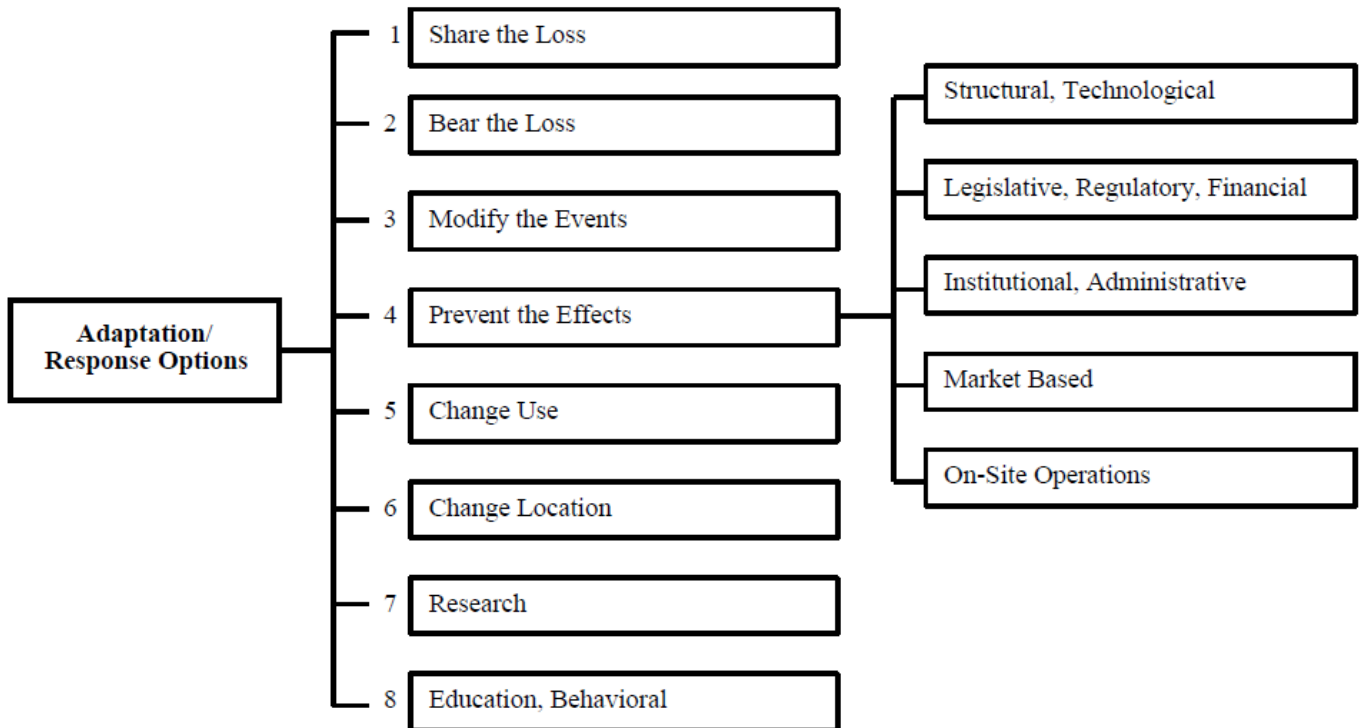 Adaptation/
Response Options
1 Share the Loss
2 Bear the Loss
3 Modify the Events
4 Prevent the Effects
5 Change Use
6 Change Location
7 Research
8 Education, Behavioral
Structural, Technological
Legislative, Regulatory, Financial
Institutional, Administrative
Market Based
On-Site Operations